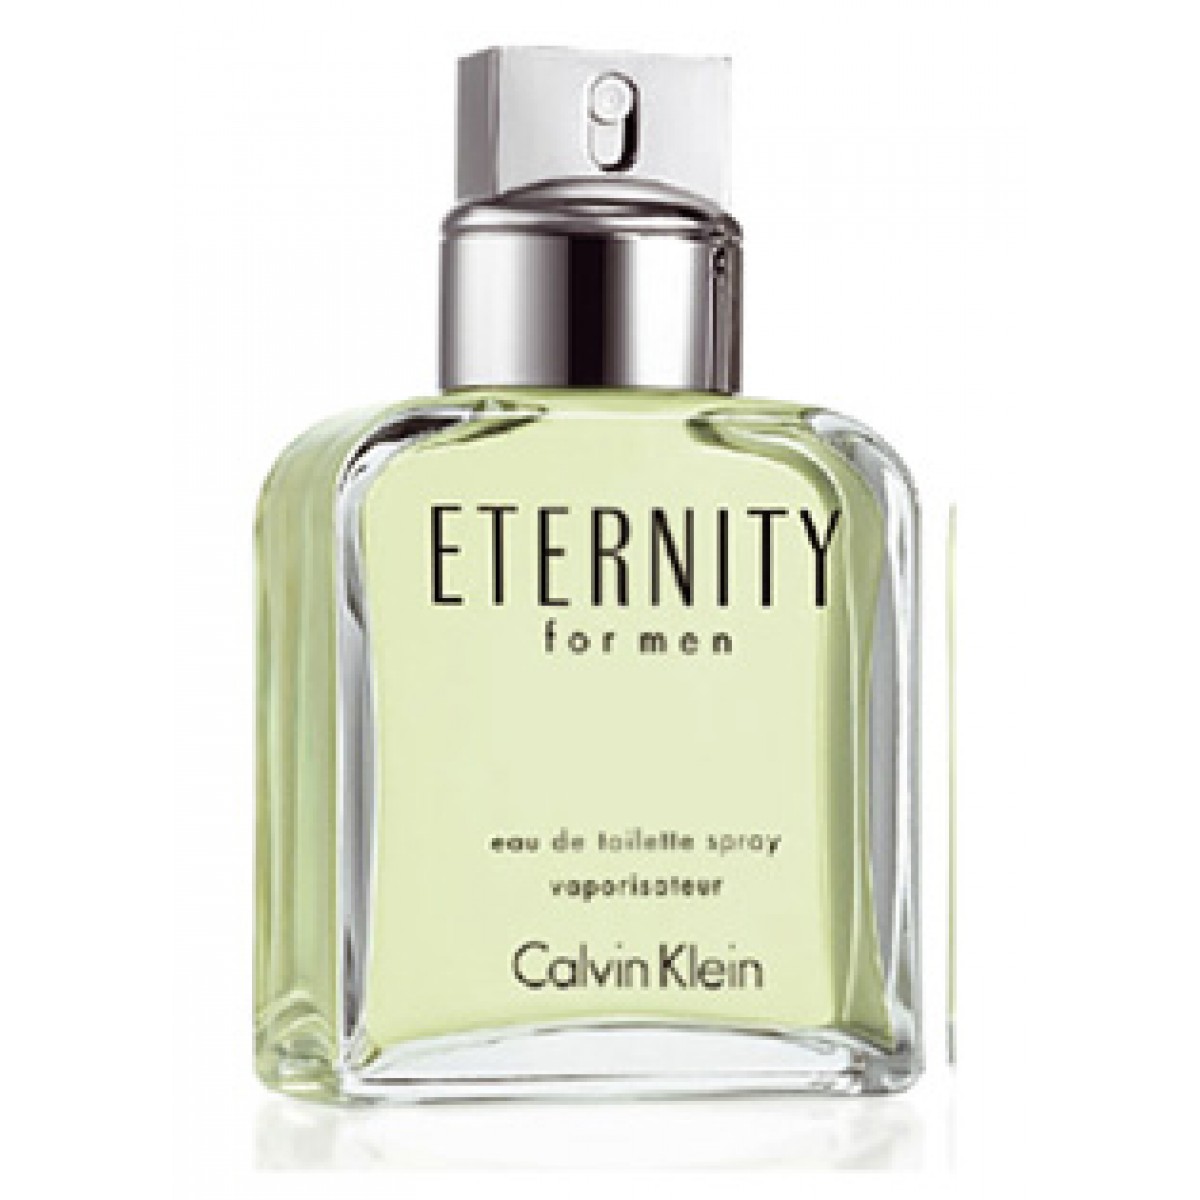 ETERNITY
for men
eau de toilette spray
vaporisateur
Calvin Klein